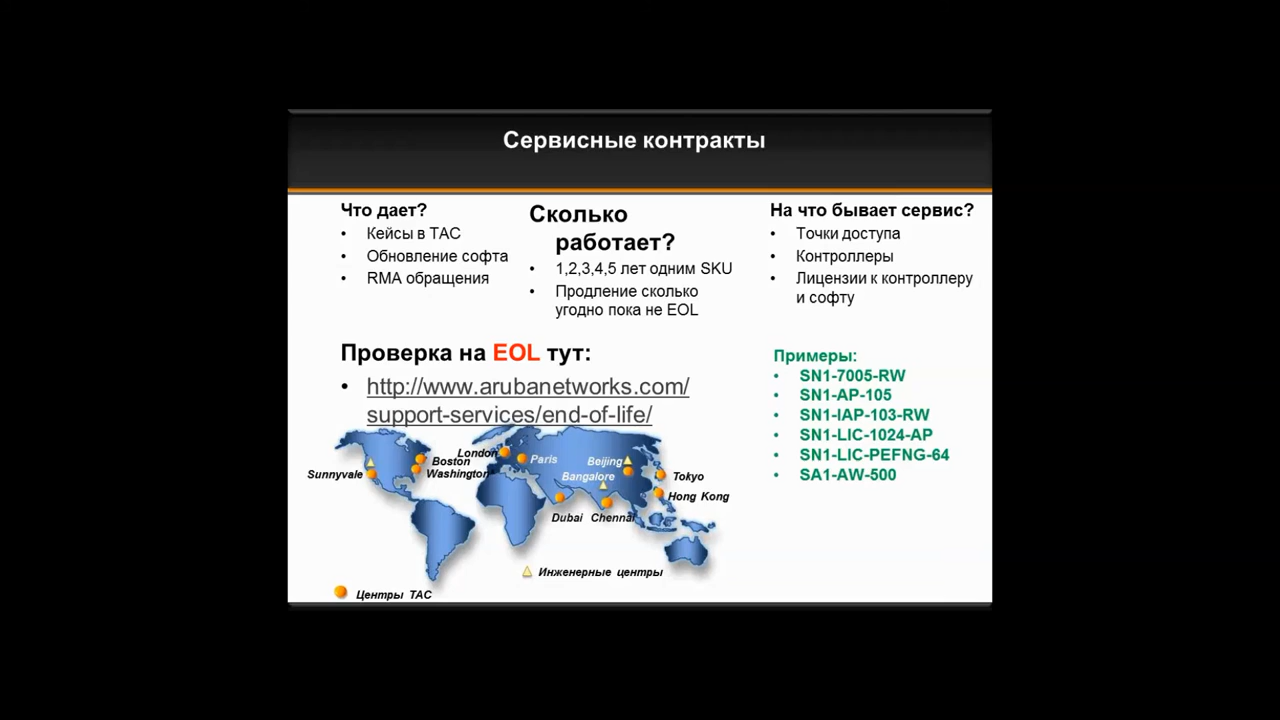 Сервисные контракты
Что дает?
• Кейсы в TAC
• Обновление софта
• RMA обращения
Сколько
работает?
• 1,2,3,4,5 лет одним SKU
• Продление сколько
угодно пока не EOL
На что бывает сервис?
• Точки доступа
• Контроллеры
• Лицензии к контроллеру
и софту
Проверка на EOL тут:
• http://www.arubanetworks.com/
support-services/end-of-life/
Примеры:
• SN1-7005-RW
• SN1-AP-105
• SN1-IAP-103-RW
• SN1-LIC-1024-AP
• SN1-LIC-PEFNG-64
• SA1-AW-500
Sunnyvale
Boston
Washington
London
Paris
Beijing
Bangalore
Tokyo
Hong Kong
Dubai
Chennai
Инженерные центры
Центры TAC